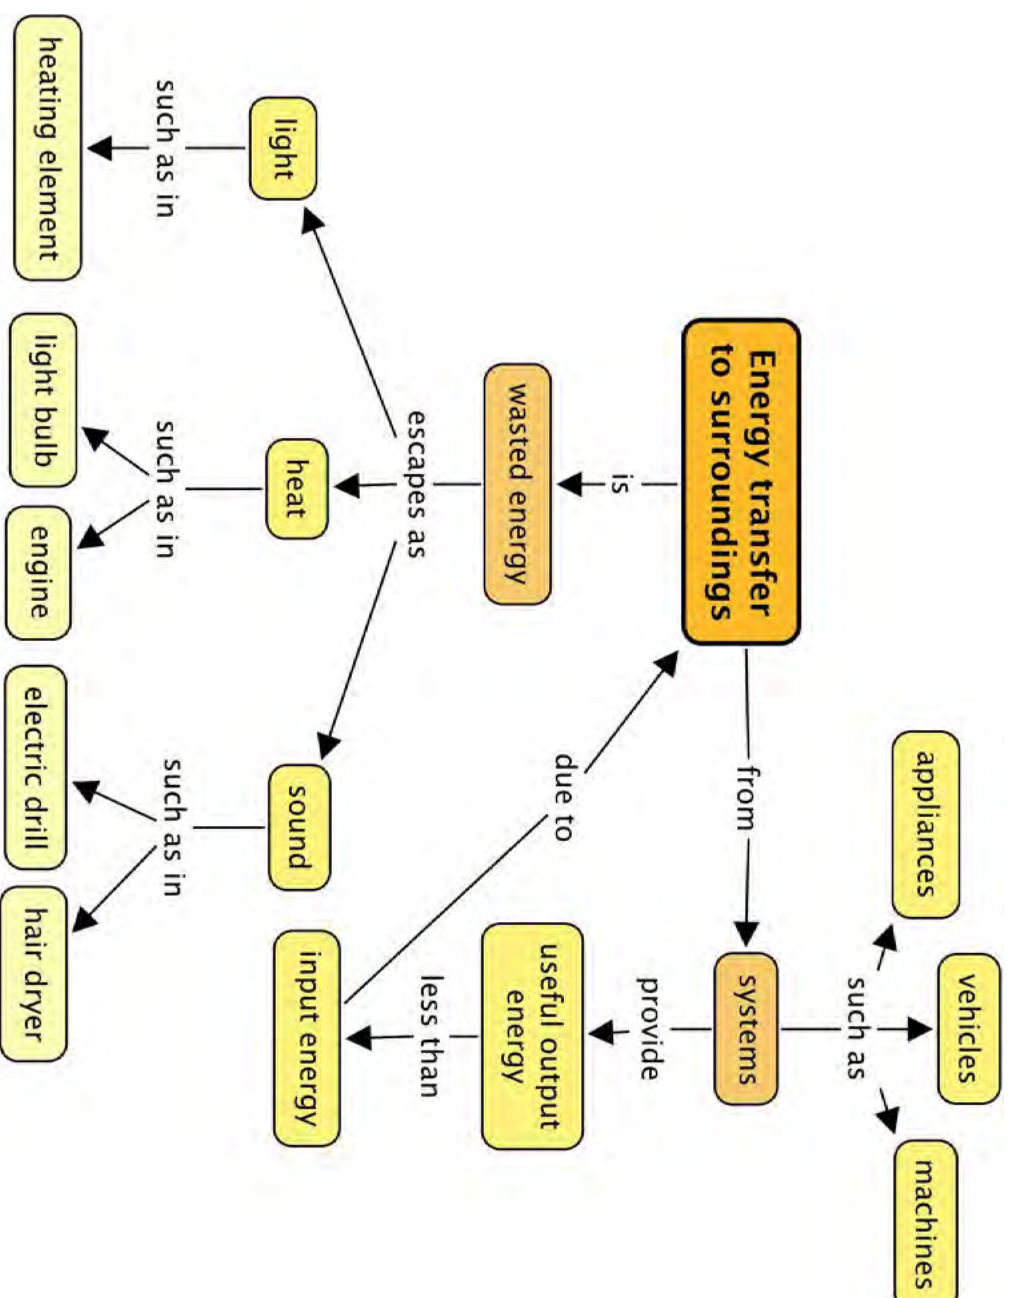 appliances
vehicles
machines
such as
Energy transfer
to surroundings
from
systems
is
provide
wasted energy
due to
useful output
energy
escapes as
less than
light
heat
sound
input energy
such as in
such as in
such as in
heating element
light bulb
engine
electric drill
hair dryer